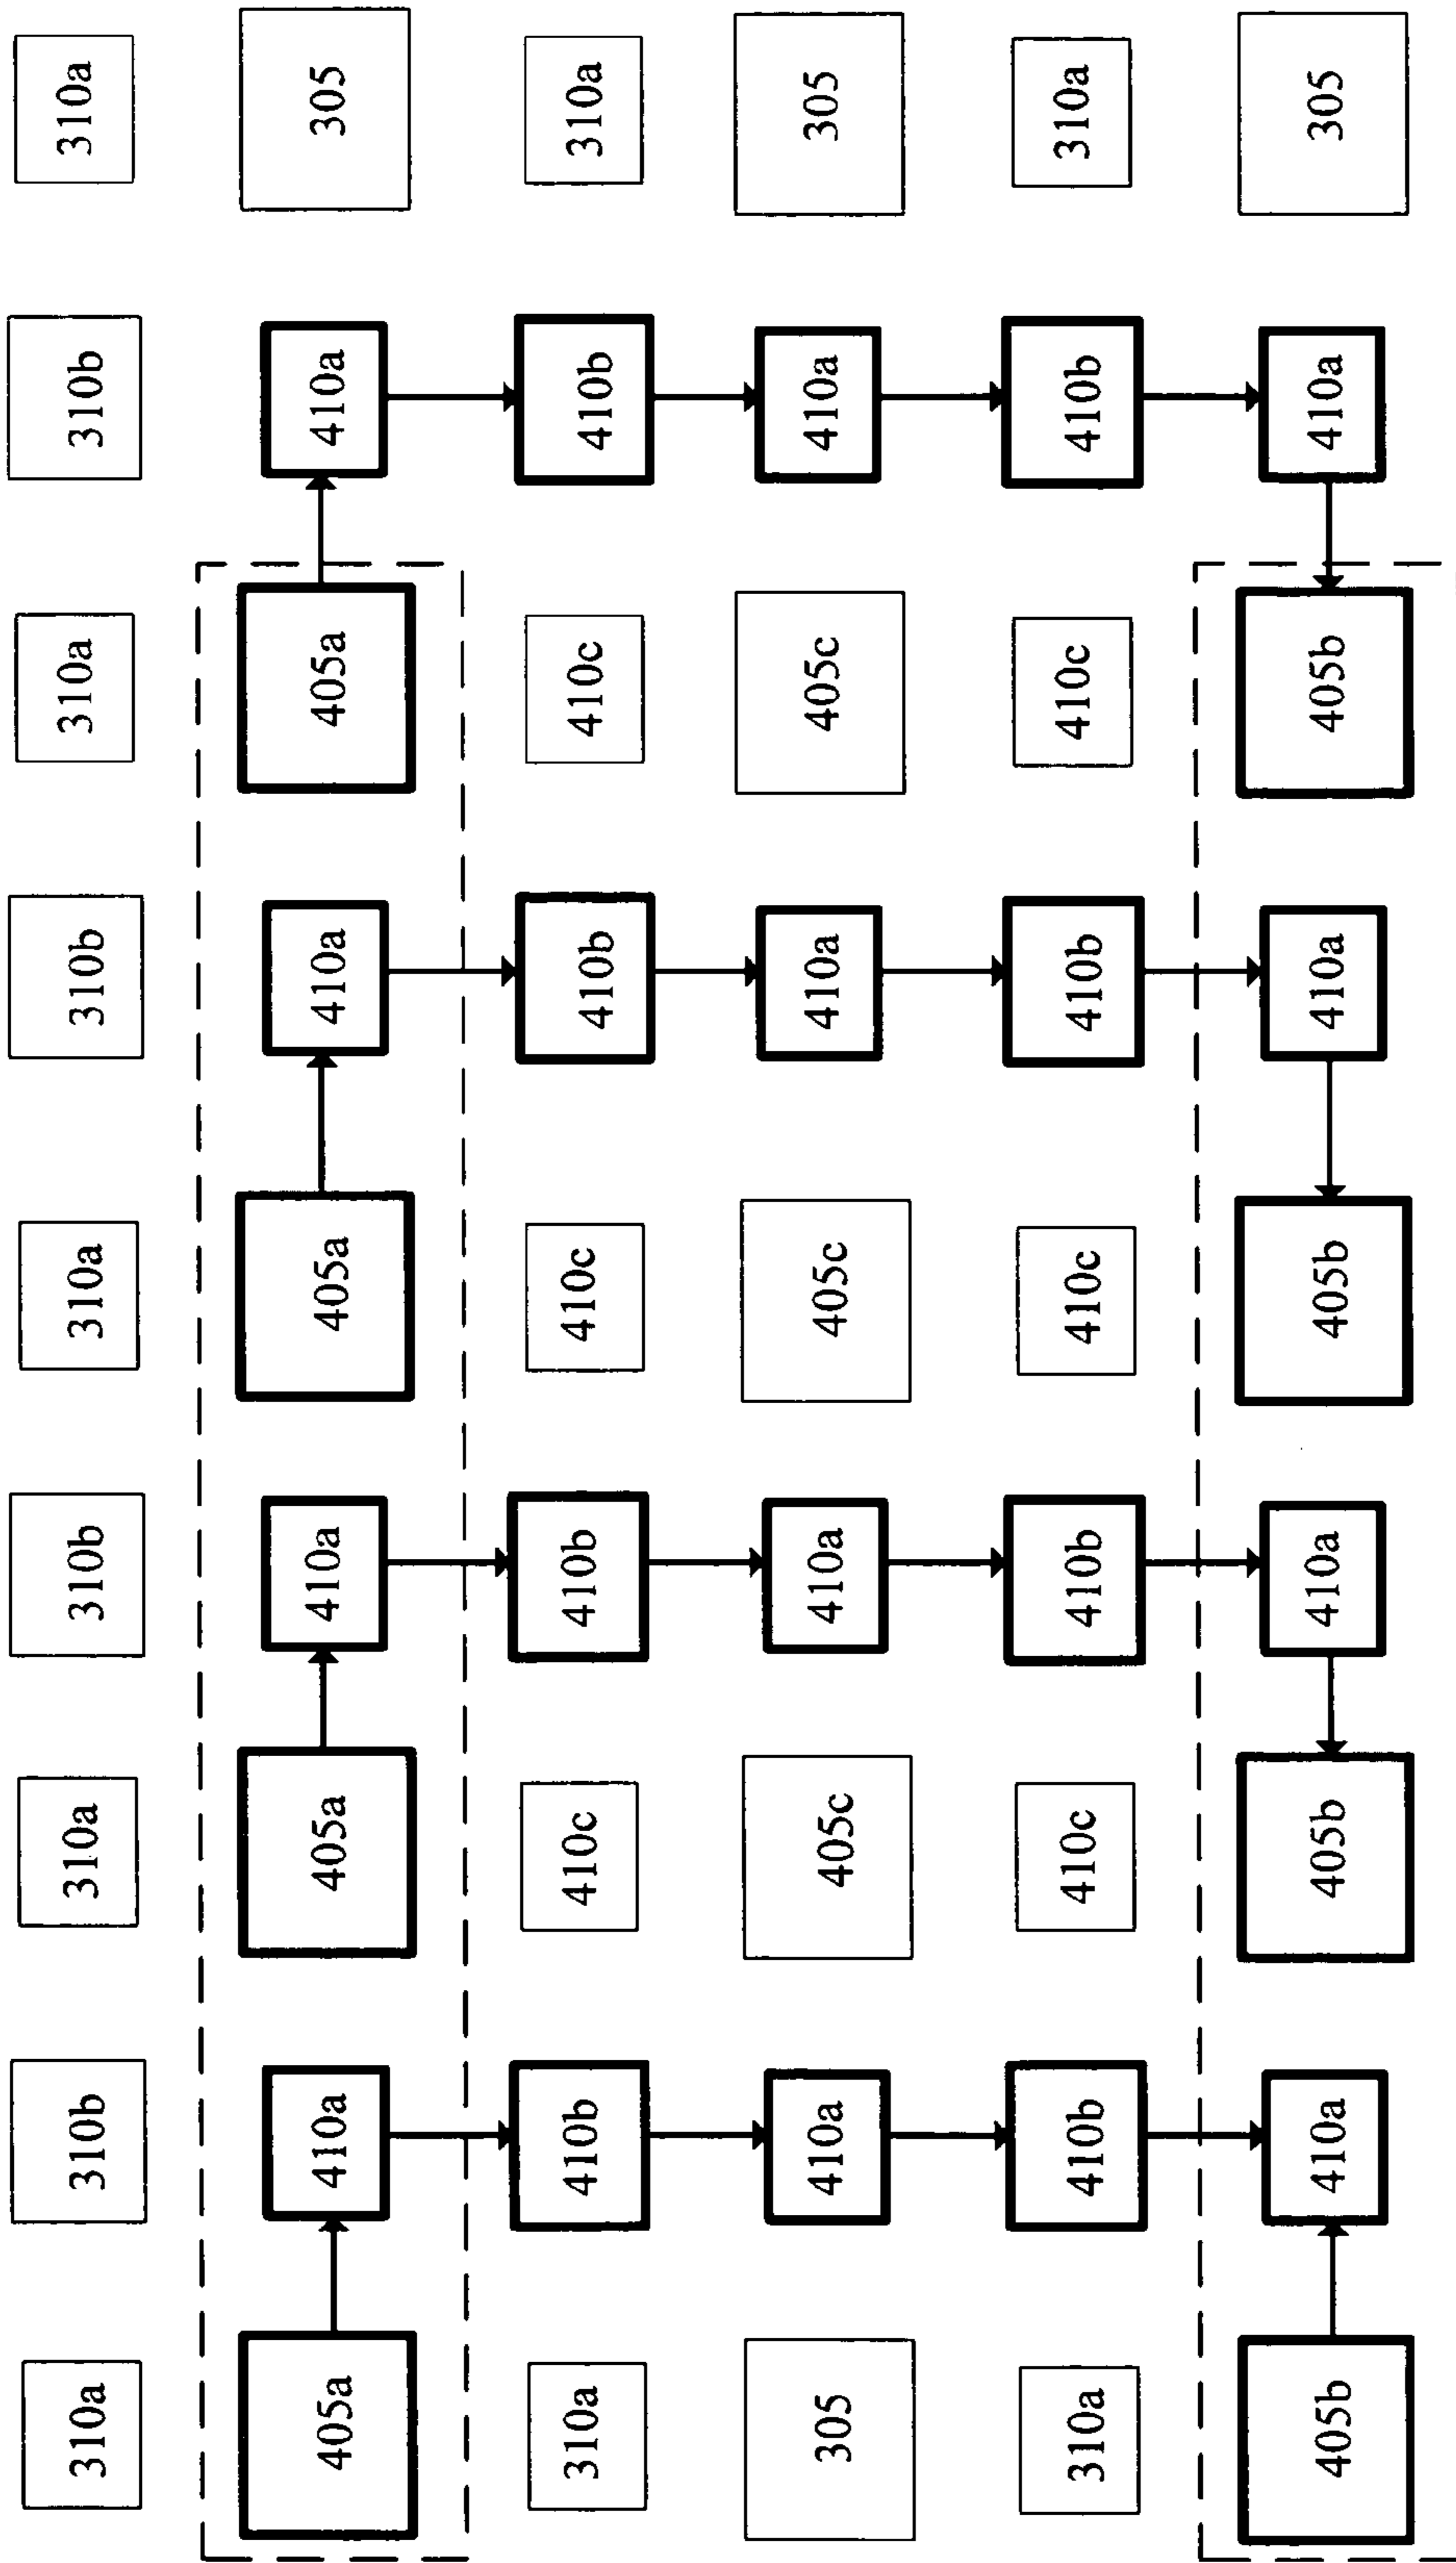 310a 310b 310a 310b 310a 310b 310a 310b 310a
405a 410a 405a 410a 405a 410a 405a 410a 305
310a 410b 410c 410b 410c 410b 410c 410b 310a
305 410a 405c 410a 405c 410a 405c 410a 305
310a 410b 410c 410b 410c 410b 410c 410b 310a
405b 410a 405b 410a 405b 410a 405b 410a 305